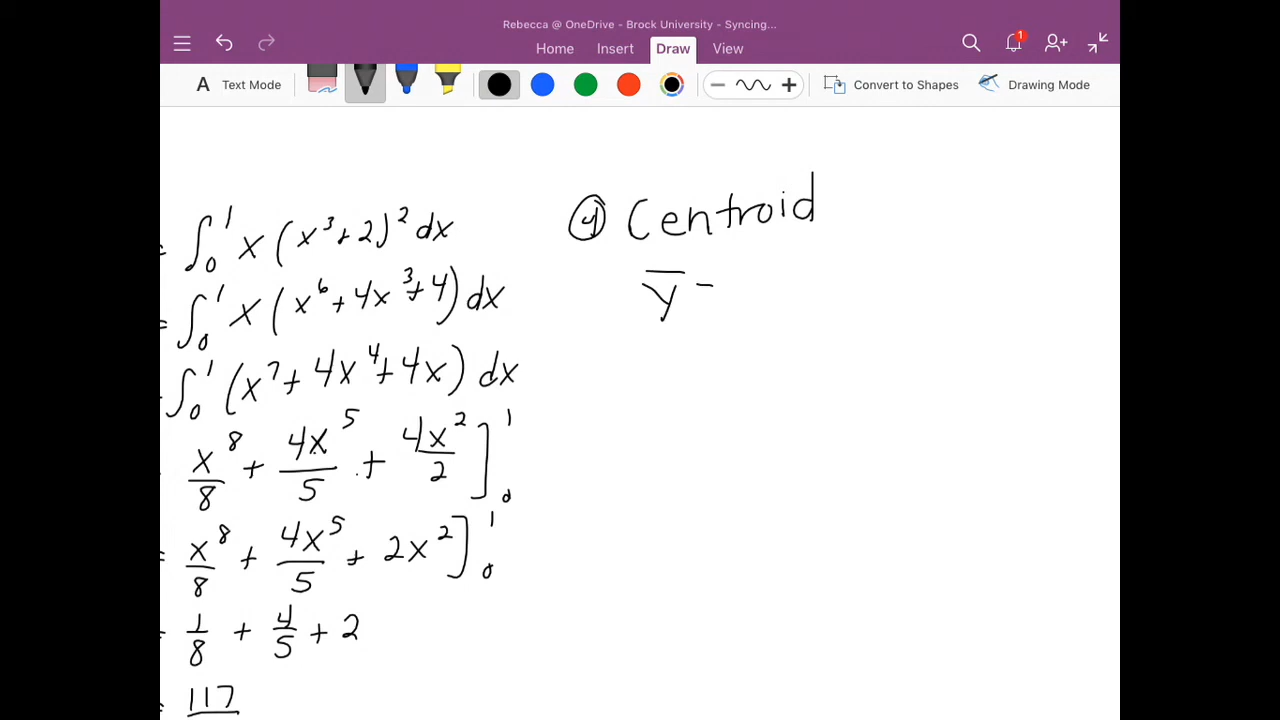 Rebecca @ OneDrive - Brock University - Syncing...
Home Insert Draw View
1
A Text Mode
Convert to Shapes
Drawing Mode
= ∫₀¹ x (x³ + 2)² dx
= ∫₀¹ x (x⁶ + 4x³ + 4) dx
= ∫₀¹ (x⁷ + 4x⁴ + 4x) dx
= x⁸/8 + 4x⁵/5 + 4x²/2 ]₀¹
= x⁸/8 + 4x⁵/5 + 2x² ]₀¹
= 1/8 + 4/5 + 2
= 117
④ Centroid
y̅ -